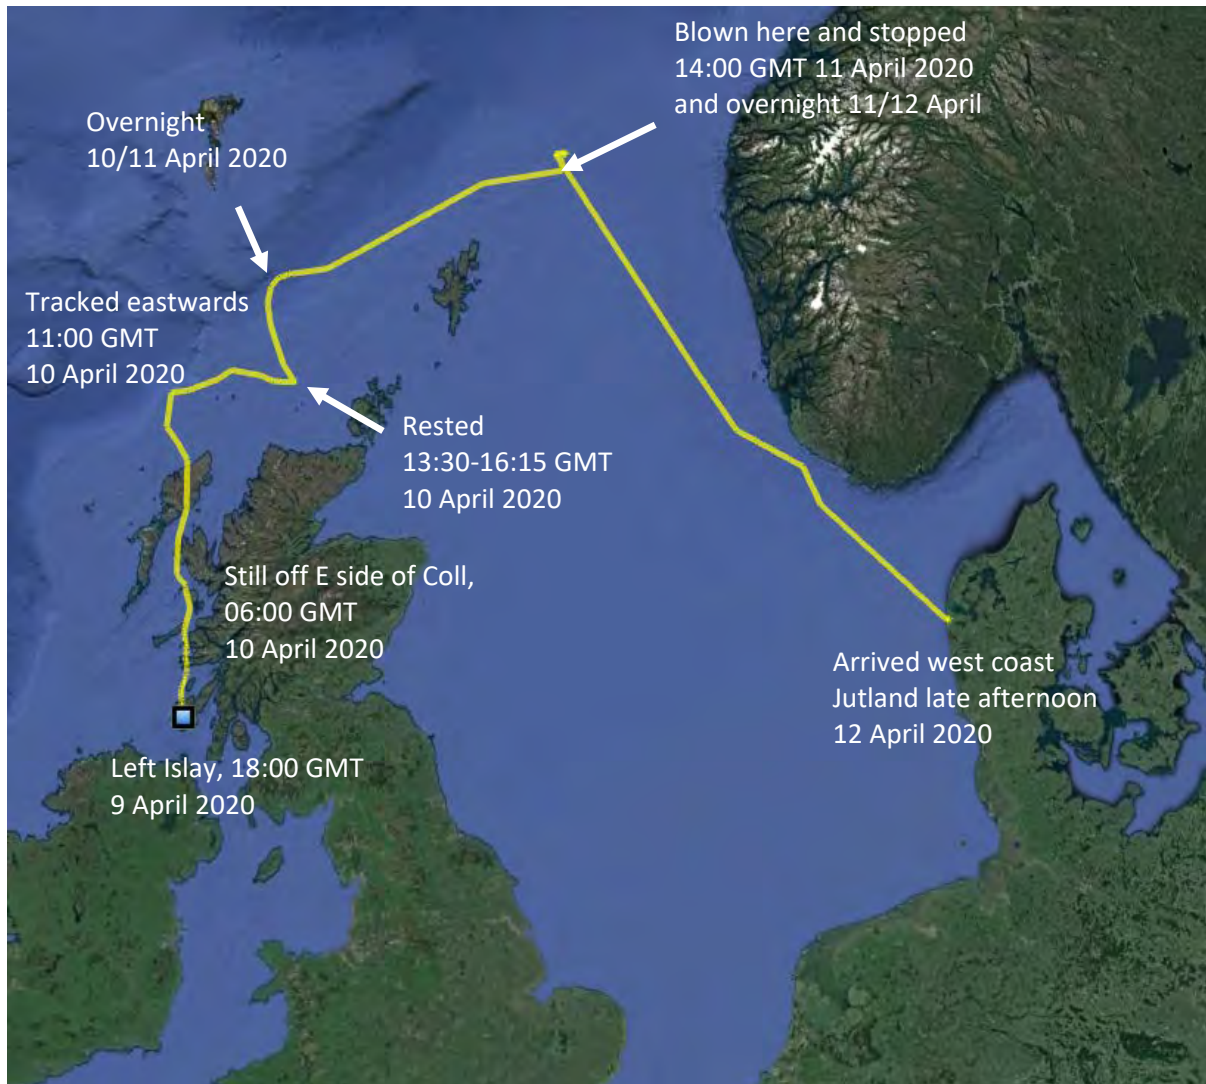 Blown here and stopped
14:00 GMT 11 April 2020
and overnight 11/12 April
Overnight
10/11 April 2020
Tracked eastwards
11:00 GMT
10 April 2020
Rested
13:30-16:15 GMT
10 April 2020
Still off E side of Coll,
06:00 GMT
10 April 2020
Arrived west coast
Jutland late afternoon
12 April 2020
Left Islay, 18:00 GMT
9 April 2020